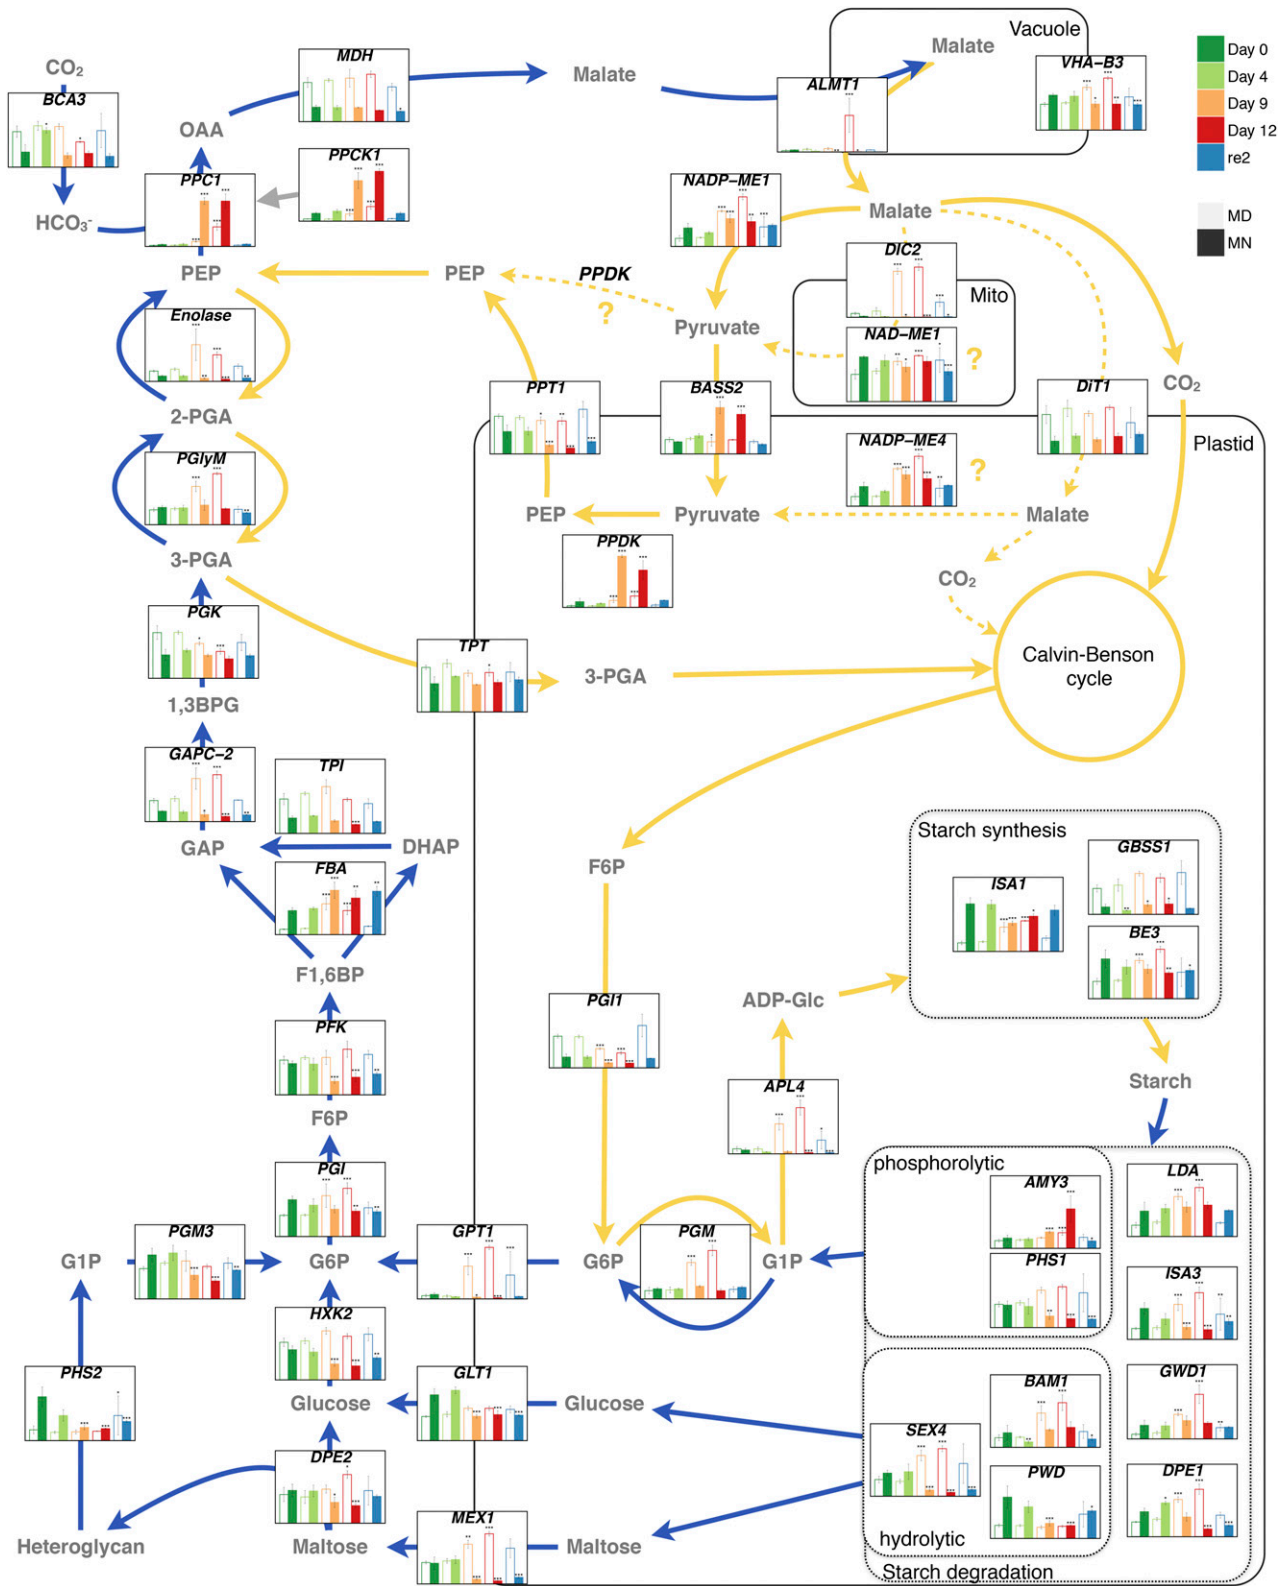 Vacuole
Malate
VHA–B3
Day 0
Day 4
Day 9
Day 12
re2
MD
MN
CO₂
BCA3
OAA
HCO₃⁻
MDH
Malate
ALMT1
PPC1
PPCK1
NADP–ME1
Malate
DIC2
Mito
NAD–ME1
?
PEP
PEP
PPDK
?
Pyruvate
CO₂
Enolase
2-PGA
PPT1
BASS2
DiT1
Plastid
PGlyM
NADP–ME4
?
PEP
Pyruvate
Malate
3-PGA
PPDK
CO₂
PGK
TPT
3-PGA
Calvin-Benson
cycle
1,3BPG
GAPC–2
TPI
GAP
DHAP
FBA
F6P
Starch synthesis
GBSS1
ISA1
BE3
F1,6BP
PGI1
ADP-Glc
PFK
F6P
APL4
Starch
PGI
phosphorolytic
AMY3
LDA
PGM3
GPT1
PGM
G1P
G6P
G6P
G1P
PHS1
ISA3
HXK2
PHS2
Glucose
GLT1
Glucose
BAM1
GWD1
SEX4
DPE2
PWD
DPE1
MEX1
Heteroglycan
Maltose
Maltose
hydrolytic
Starch degradation